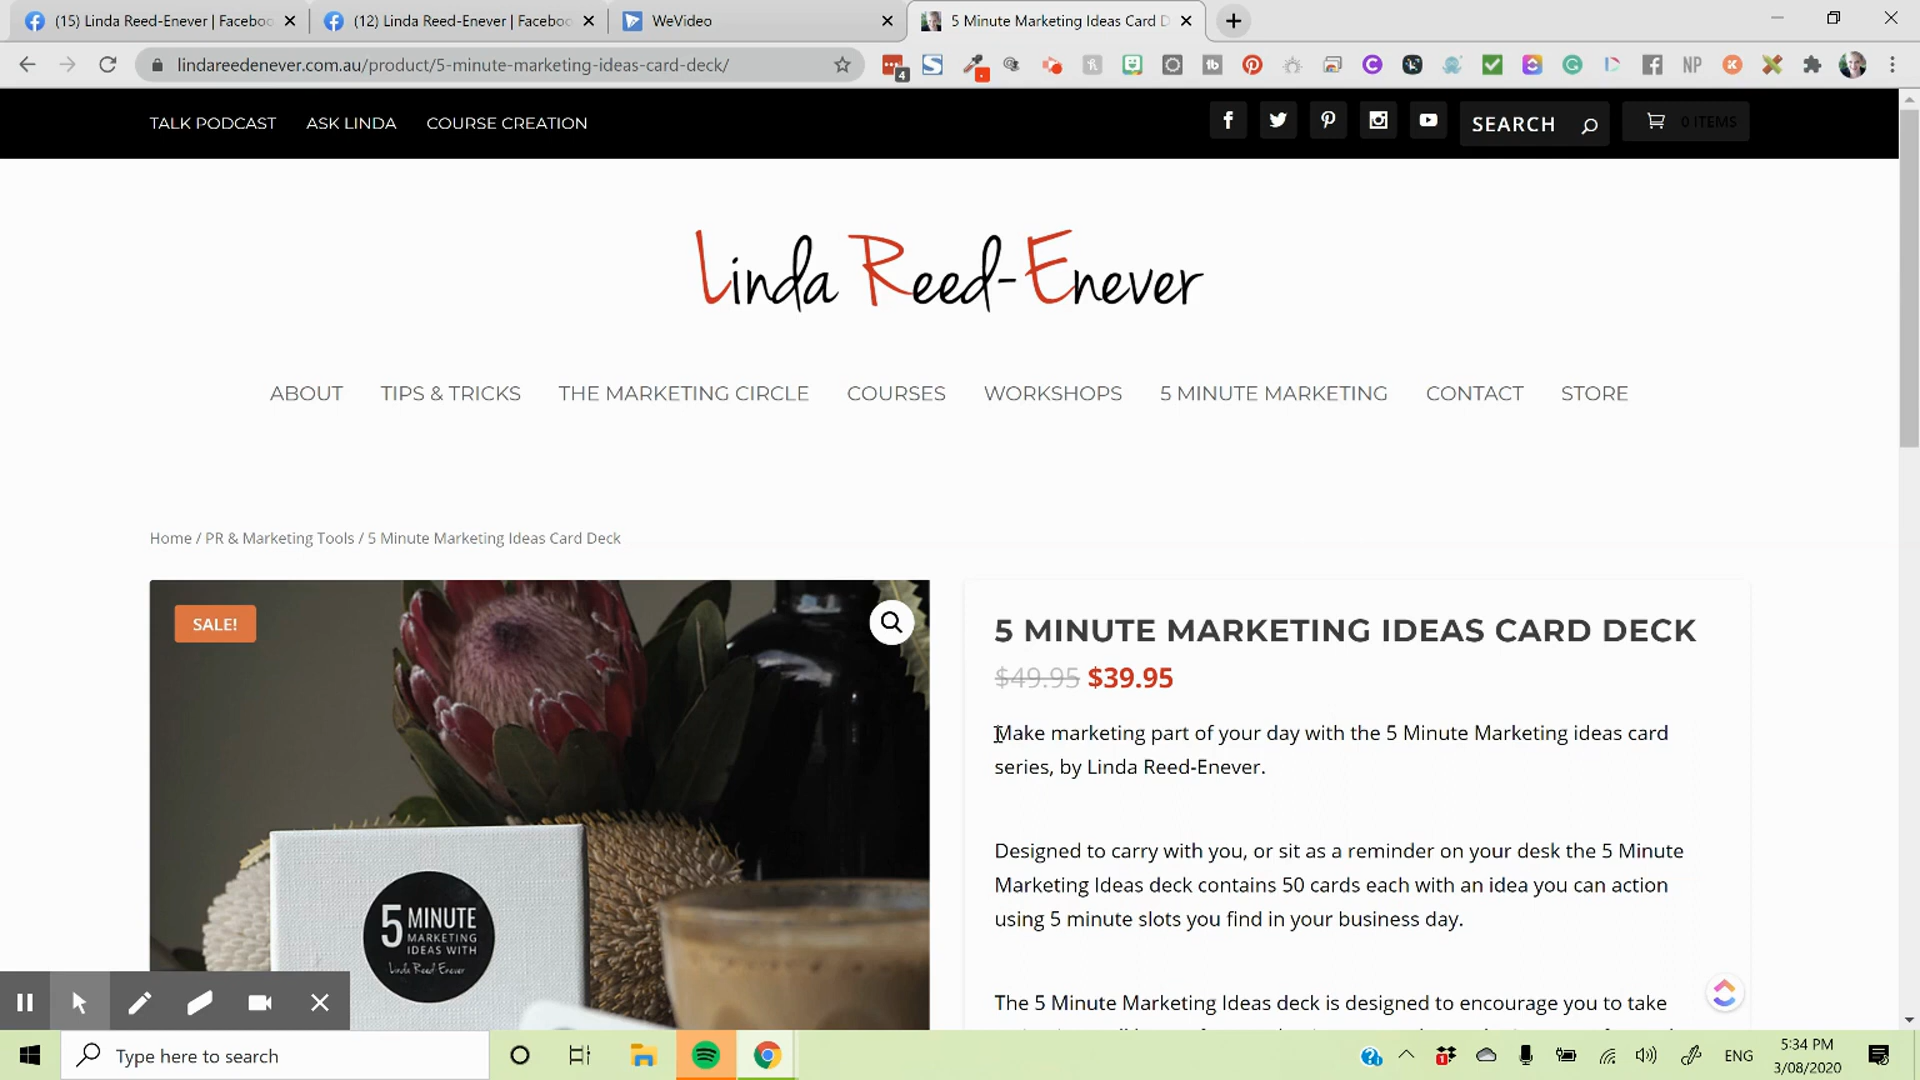 (15) Linda Reed-Enever | Faceboo
(12) Linda Reed-Enever | Faceboo
WeVideo
5 Minute Marketing Ideas Card D
lindareedenever.com.au/product/5-minute-marketing-ideas-card-deck/
TALK PODCAST
ASK LINDA
COURSE CREATION
SEARCH
0 ITEMS
Linda Reed-Enever
ABOUT
TIPS & TRICKS
THE MARKETING CIRCLE
COURSES
WORKSHOPS
5 MINUTE MARKETING
CONTACT
STORE
Home / PR & Marketing Tools / 5 Minute Marketing Ideas Card Deck
SALE!
5 MINUTE
MARKETING
IDEAS WITH
Linda Reed-Enever
5 MINUTE MARKETING IDEAS CARD DECK
$49.95 $39.95
Make marketing part of your day with the 5 Minute Marketing ideas card
series, by Linda Reed-Enever.
Designed to carry with you, or sit as a reminder on your desk the 5 Minute
Marketing Ideas deck contains 50 cards each with an idea you can action
using 5 minute slots you find in your business day.
The 5 Minute Marketing Ideas deck is designed to encourage you to take
Type here to search
ENG
5:34 PM
3/08/2020